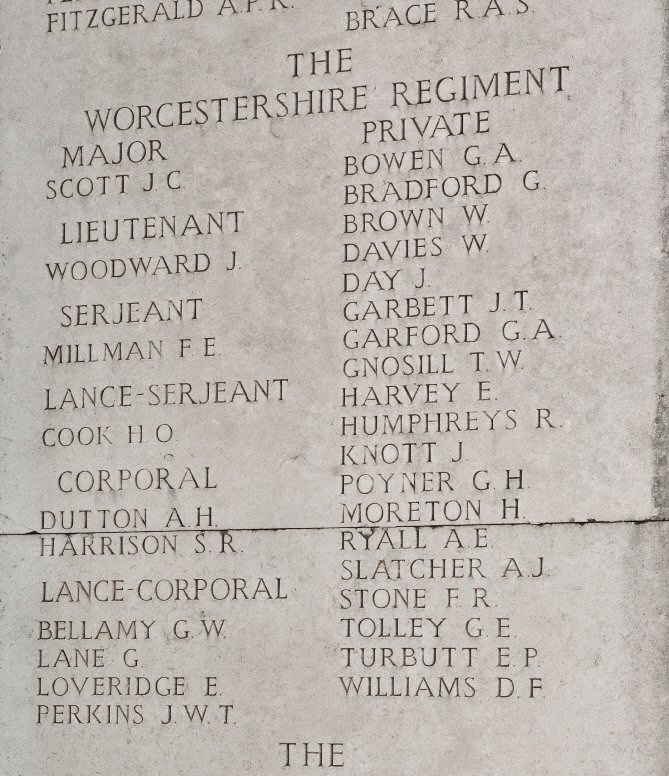 FITZGERALD A.P.R.
BRACE R.A.S.
THE
WORCESTERSHIRE REGIMENT
MAJOR
SCOTT J.C.
LIEUTENANT
WOODWARD J.
SERJEANT
MILLMAN F.E.
LANCE-SERJEANT
COOK H.O.
CORPORAL
DUTTON A.H.
HARRISON S.R.
LANCE-CORPORAL
BELLAMY G.W.
LANE G.
LOVERIDGE E.
PERKINS J.W.T.
PRIVATE
BOWEN G.A.
BRADFORD G.
BROWN W.
DAVIES W.
DAY J.
GARBETT J.T.
GARFORD G.A.
GNOSILL T.W.
HARVEY E.
HUMPHREYS R.
KNOTT J.
POYNER G.H.
MORETON H.
RYALL A.E.
SLATCHER A.J.
STONE F.R.
TOLLEY G.E.
TURBUTT E.P.
WILLIAMS D.F.
THE